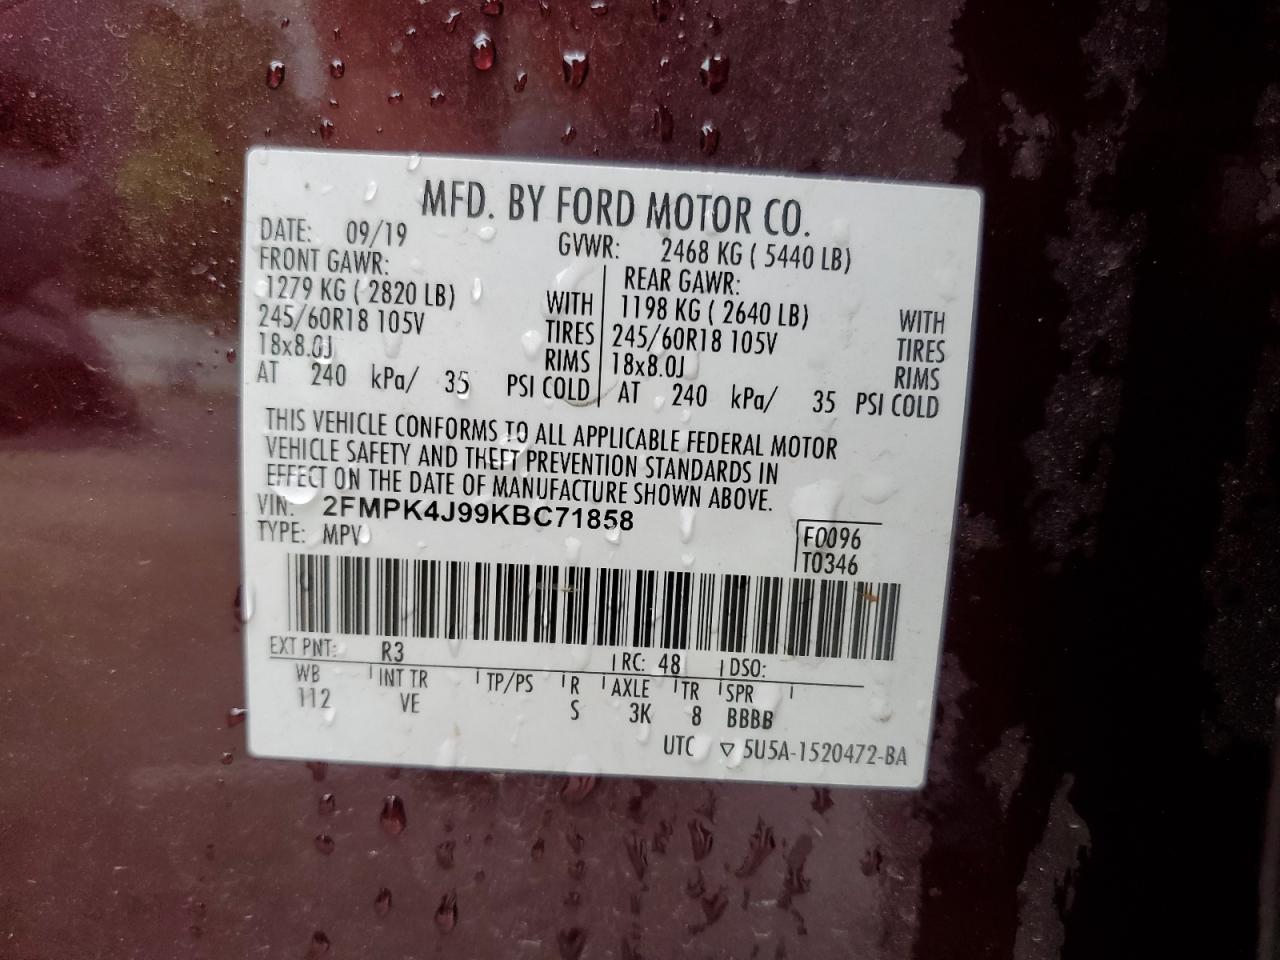 MFD. BY FORD MOTOR CO.
DATE: 09/19 GVWR: 2468 KG ( 5440 LB)
FRONT GAWR: REAR GAWR:
1279 KG ( 2820 LB) WITH 1198 KG ( 2640 LB) WITH
245/60R18 105V TIRES 245/60R18 105V TIRES
18x8.0J RIMS 18x8.0J RIMS
AT 240 kPa/ 35 PSI COLD AT 240 kPa/ 35 PSI COLD
THIS VEHICLE CONFORMS TO ALL APPLICABLE FEDERAL MOTOR
VEHICLE SAFETY AND THEFT PREVENTION STANDARDS IN
EFFECT ON THE DATE OF MANUFACTURE SHOWN ABOVE.
VIN: 2FMPK4J99KBC71858
TYPE: MPV F0096
T0346
EXT PNT: R3 RC: 48 DSO:
WB INT TR TP/PS R AXLE TR SPR
112 VE S 3K 8 BBBB
UTC ▽ 5U5A-1520472-BA